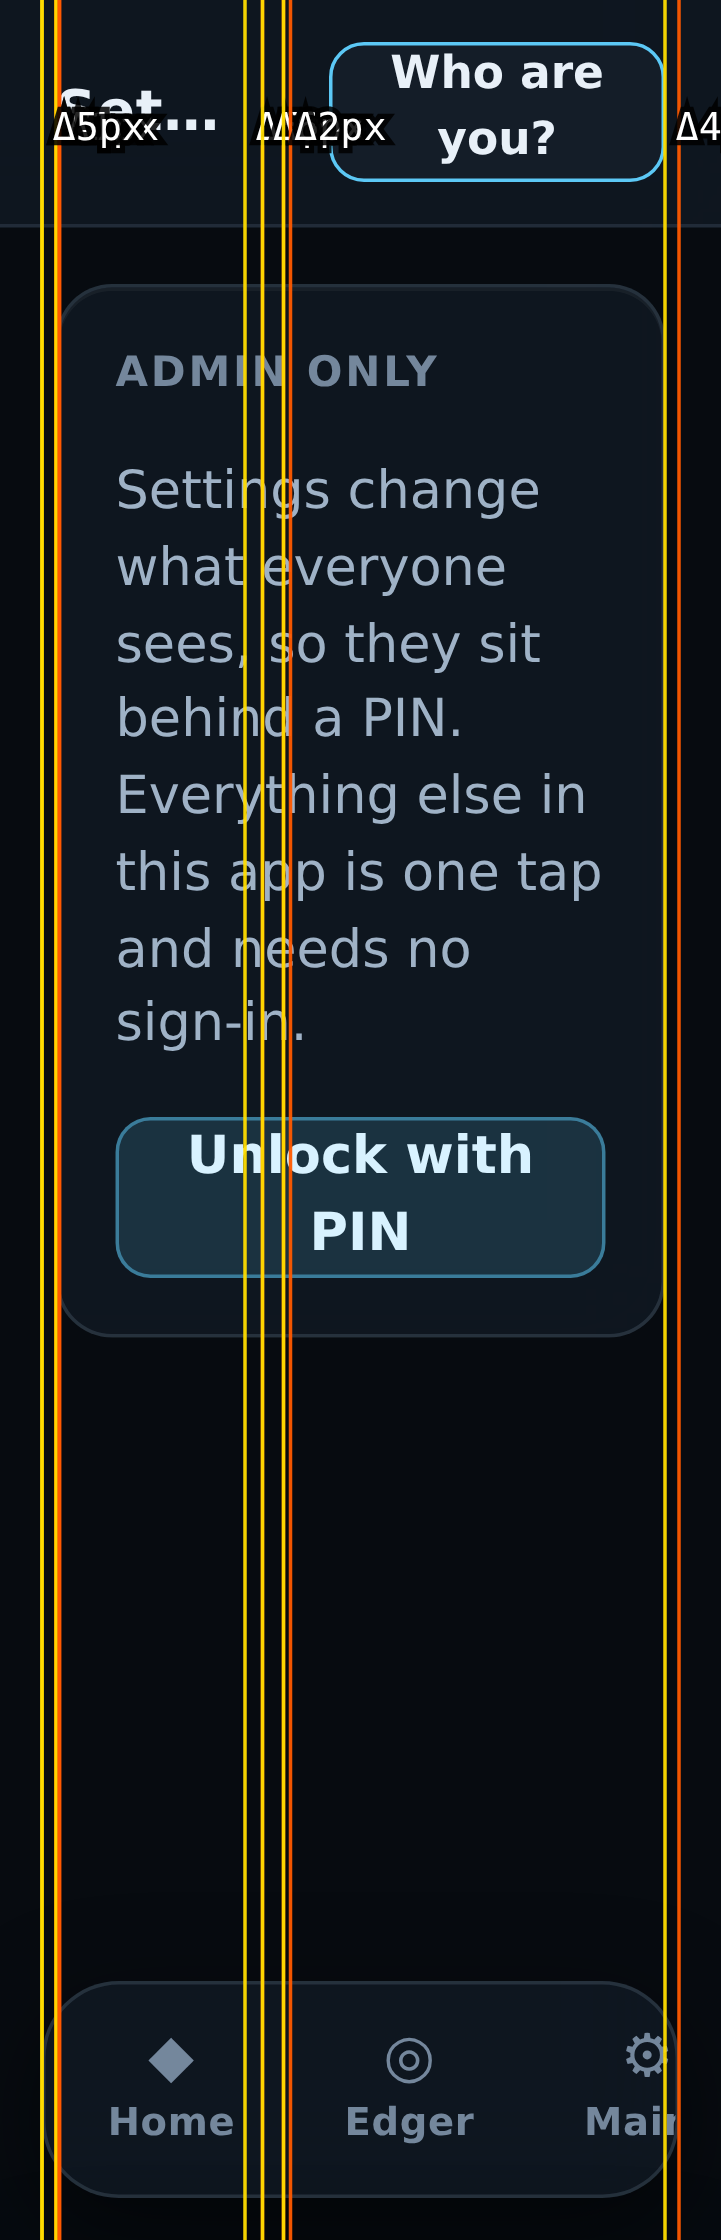 Set…
Who are
you?
Δ5px
Δ2px
Δ4
ADMIN ONLY
Settings change
what everyone
sees, so they sit
behind a PIN.
Everything else in
this app is one tap
and needs no
sign-in.
Unlock with
PIN
Home
Edger